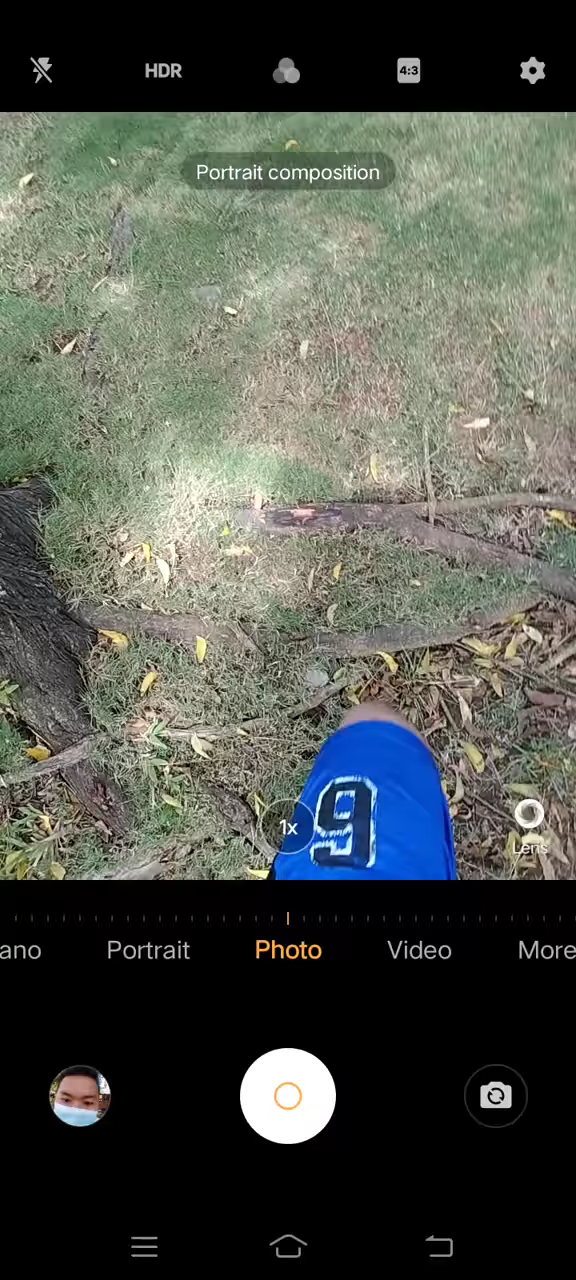 HDR
4:3
Portrait composition
9
1x
Lens
ano
Portrait
Photo
Video
More